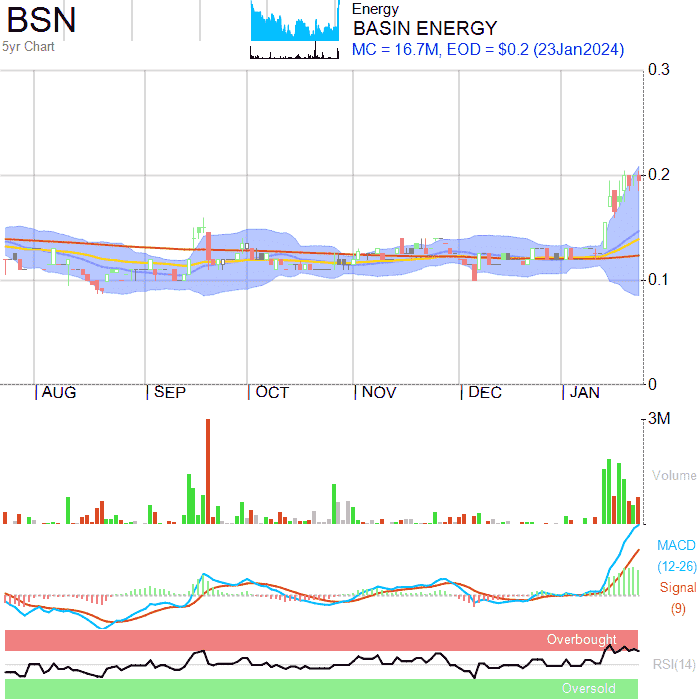 BSN
5yr Chart
Energy
BASIN ENERGY
MC = 16.7M, EOD = $0.2 (23Jan2024)
0.3
0.2
0.1
0
AUG SEP OCT NOV DEC JAN
3M
Volume
MACD
(12-26)
Signal
(9)
Overbought
RSI(14)
Oversold